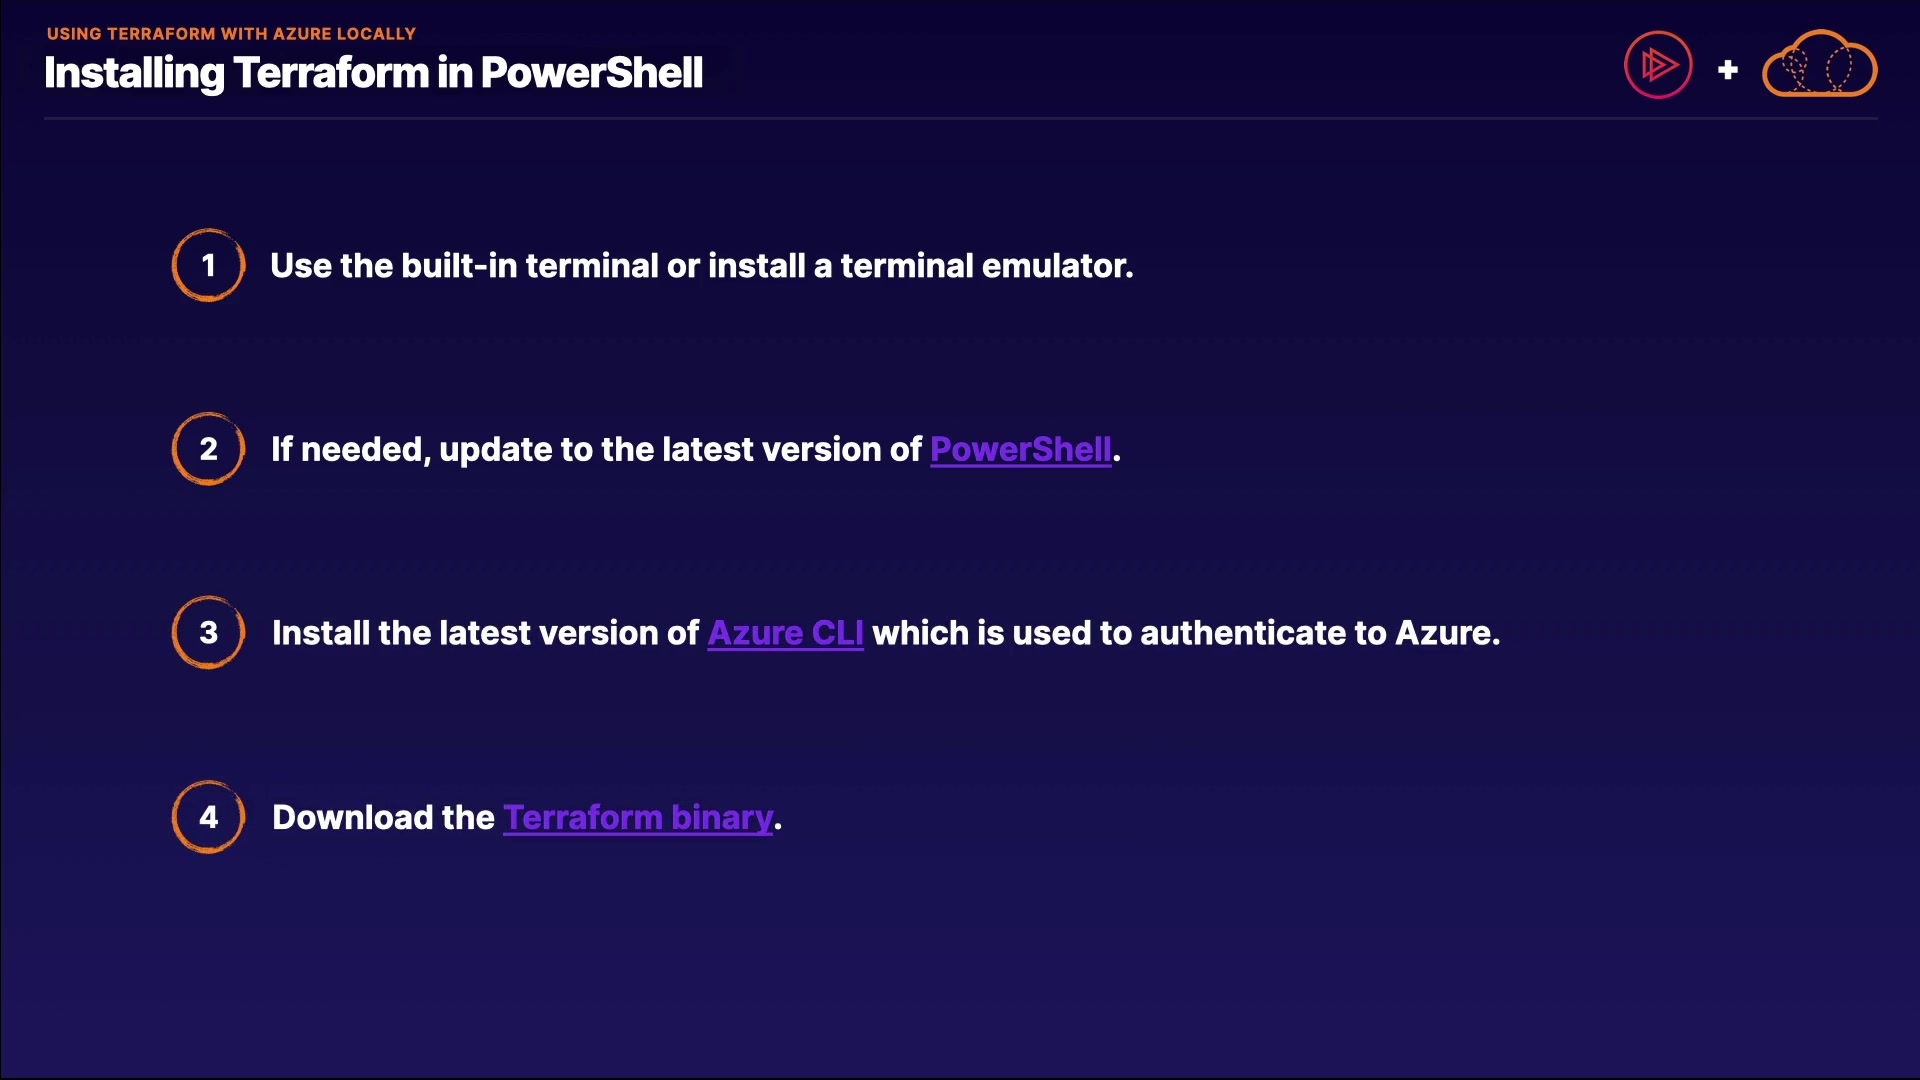 USING TERRAFORM WITH AZURE LOCALLY
Installing Terraform in PowerShell
1 Use the built-in terminal or install a terminal emulator.
2 If needed, update to the latest version of PowerShell.
3 Install the latest version of Azure CLI which is used to authenticate to Azure.
4 Download the Terraform binary.